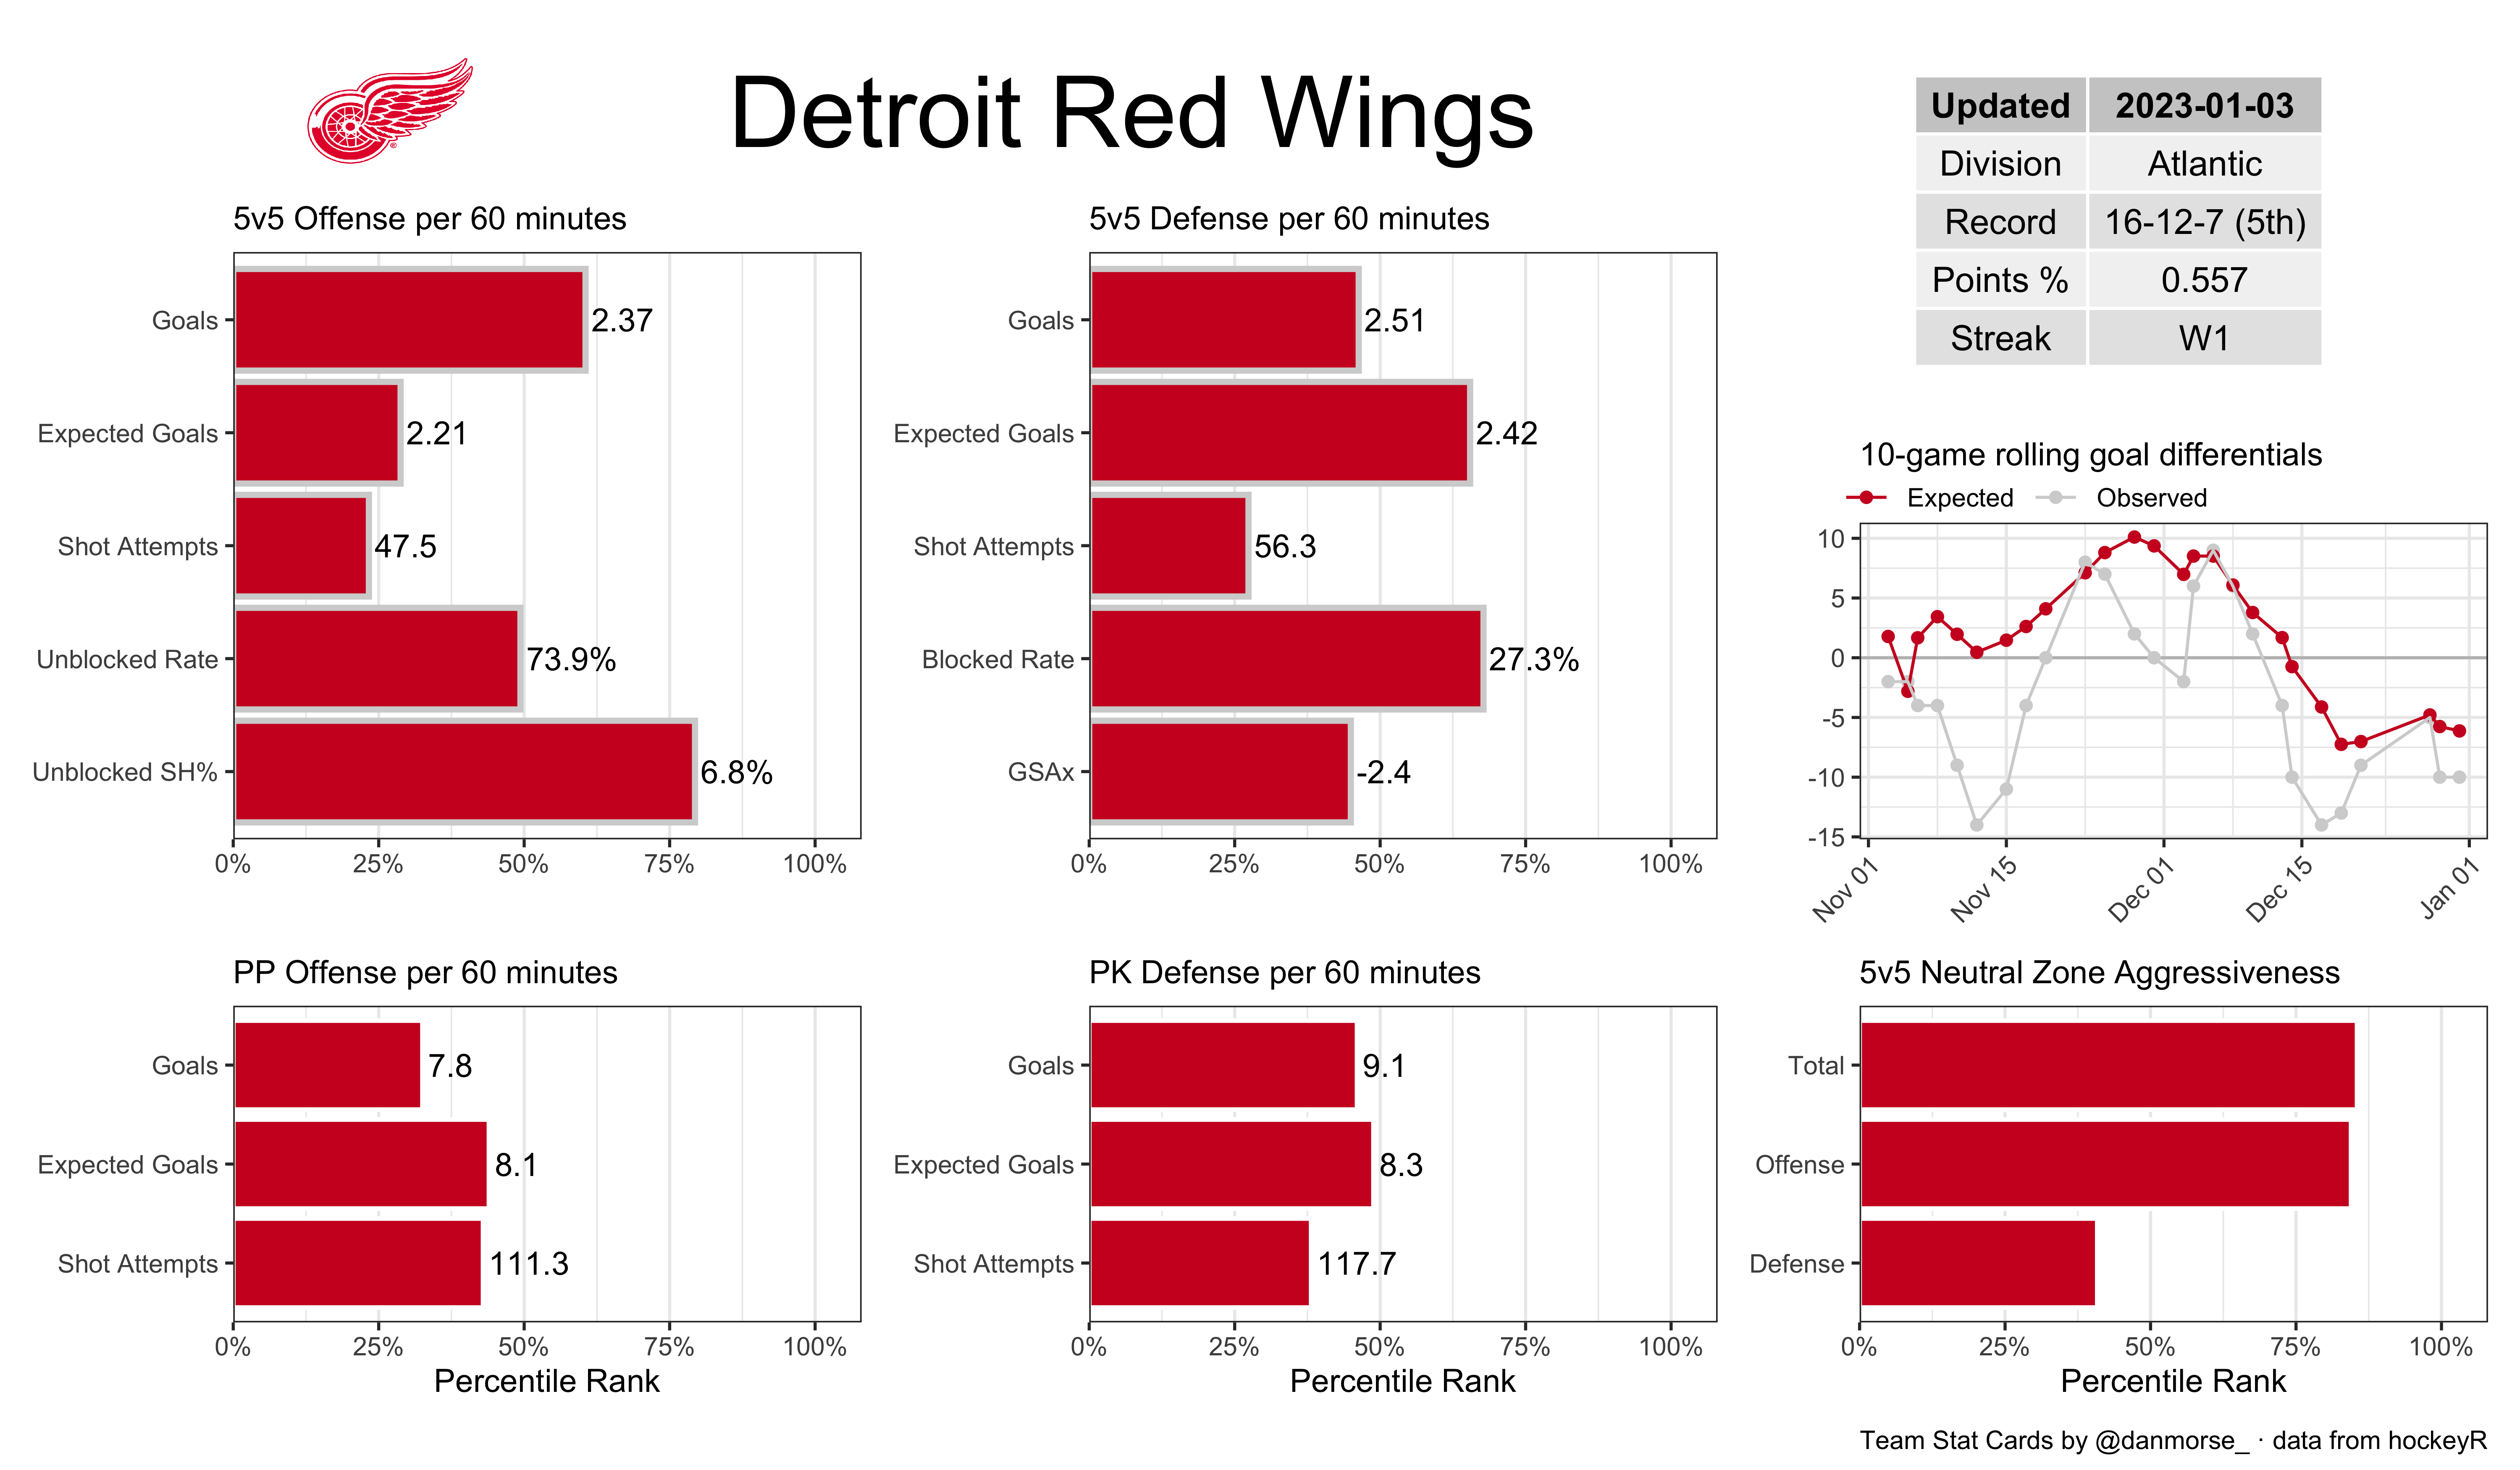 Detroit Red Wings
Updated 2023-01-03
Division Atlantic
Record 16-12-7 (5th)
Points % 0.557
Streak W1
5v5 Offense per 60 minutes
Goals 2.37
Expected Goals 2.21
Shot Attempts 47.5
Unblocked Rate 73.9%
Unblocked SH% 6.8%
0% 25% 50% 75% 100%
5v5 Defense per 60 minutes
Goals 2.51
Expected Goals 2.42
Shot Attempts 56.3
Blocked Rate 27.3%
GSAx -2.4
0% 25% 50% 75% 100%
10-game rolling goal differentials
Expected Observed
10
5
0
-5
-10
-15
Nov 01 Nov 15 Dec 01 Dec 15 Jan 01
PP Offense per 60 minutes
Goals 7.8
Expected Goals 8.1
Shot Attempts 111.3
0% 25% 50% 75% 100%
Percentile Rank
PK Defense per 60 minutes
Goals 9.1
Expected Goals 8.3
Shot Attempts 117.7
0% 25% 50% 75% 100%
Percentile Rank
5v5 Neutral Zone Aggressiveness
Total
Offense
Defense
0% 25% 50% 75% 100%
Percentile Rank
Team Stat Cards by @danmorse_ · data from hockeyR